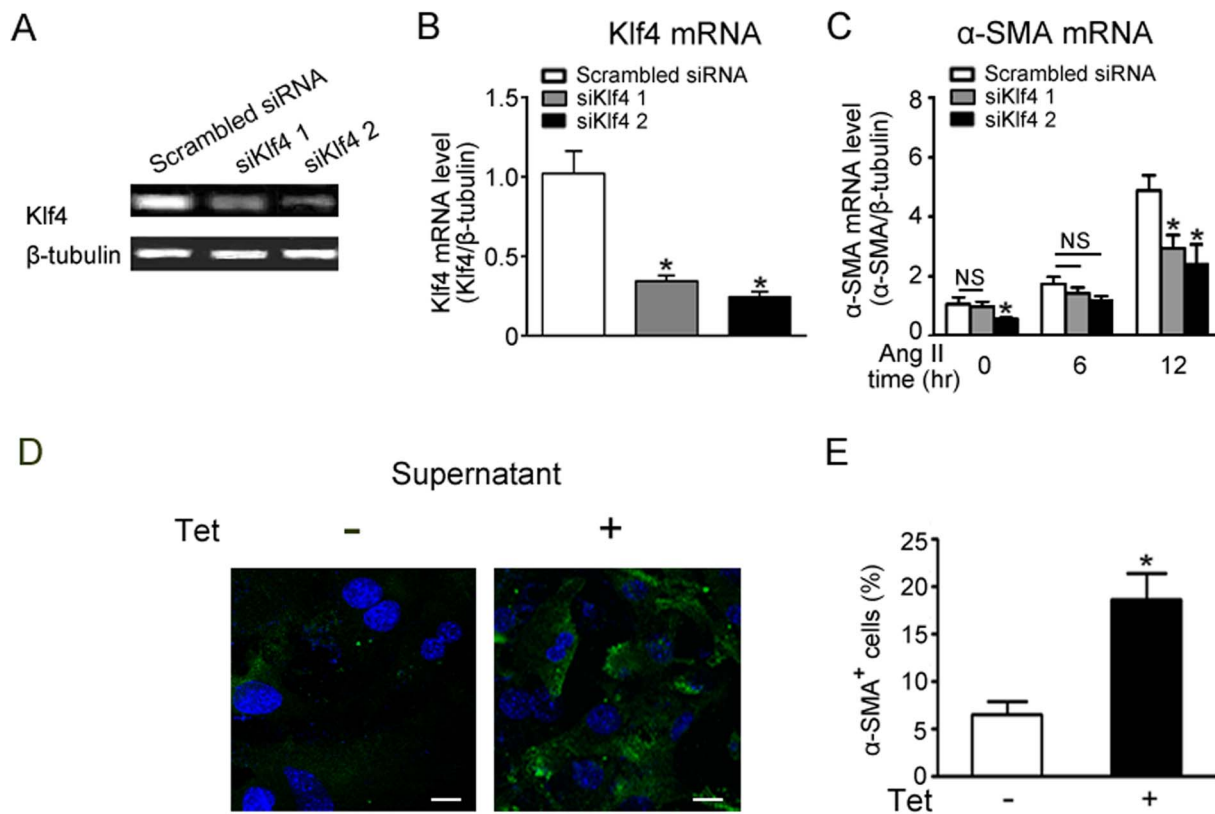 A
Scrambled siRNA
siKlf4 1
siKlf4 2
Klf4
β-tubulin
B
Klf4 mRNA
Scrambled siRNA
siKlf4 1
siKlf4 2
Klf4 mRNA level
(Klf4/β-tubulin)
1.5
1.0
0.5
0
*
*
C
α-SMA mRNA
Scrambled siRNA
siKlf4 1
siKlf4 2
α-SMA mRNA level
(α-SMA/β-tubulin)
8
6
4
2
0
NS
*
NS
*
*
Ang II
time (hr)
0
6
12
D
Supernatant
Tet
-
+
E
α-SMA+ cells (%)
25
20
15
10
5
0
*
Tet
-
+